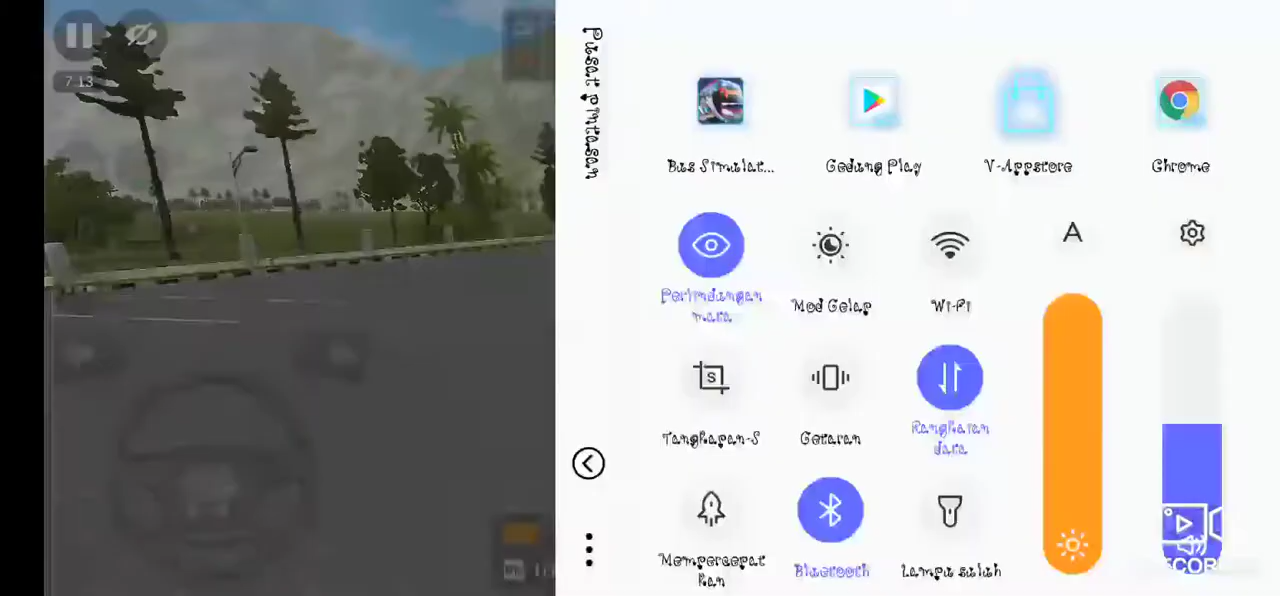 7.13
Pusat pintasan
Bus Simulat...
Gedung Play
V-Appstore
Chrome
A
Perlindungan
mata
Mod Gelap
Wi-Fi
Tangkapan-S
Getaran
Rangkaian
data
Mempercepat
kan
Bluetooth
Lampu suluh